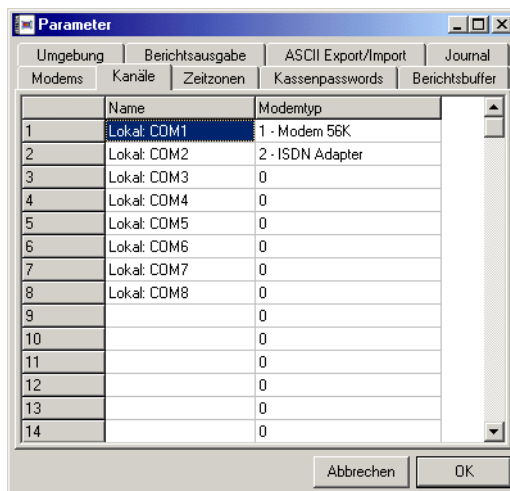 Parameter
Umgebung Berichtsausgabe ASCII Export/Import Journal
Modems Kanäle Zeitzonen Kassenpasswords Berichtsbuffer
Name Modemtyp
1 Lokal: COM1 1 - Modem 56K
2 Lokal: COM2 2 - ISDN Adapter
3 Lokal: COM3 0
4 Lokal: COM4 0
5 Lokal: COM5 0
6 Lokal: COM6 0
7 Lokal: COM7 0
8 Lokal: COM8 0
9 0
10 0
11 0
12 0
13 0
14 0
Abbrechen OK